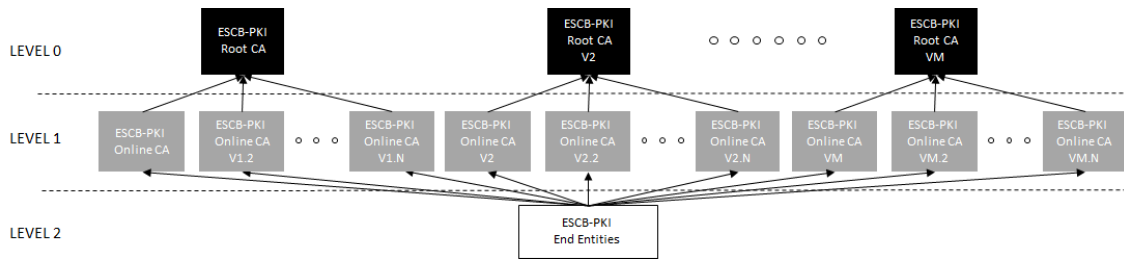 LEVEL 0
ESCB-PKI
Root CA
ESCB-PKI
Root CA
V2
ESCB-PKI
Root CA
VM
LEVEL 1
ESCB-PKI
Online CA
ESCB-PKI
Online CA
V1.2
ESCB-PKI
Online CA
V1.N
ESCB-PKI
Online CA
V2
ESCB-PKI
Online CA
V2.2
ESCB-PKI
Online CA
V2.N
ESCB-PKI
Online CA
VM
ESCB-PKI
Online CA
VM.2
ESCB-PKI
Online CA
VM.N
LEVEL 2
ESCB-PKI
End Entities